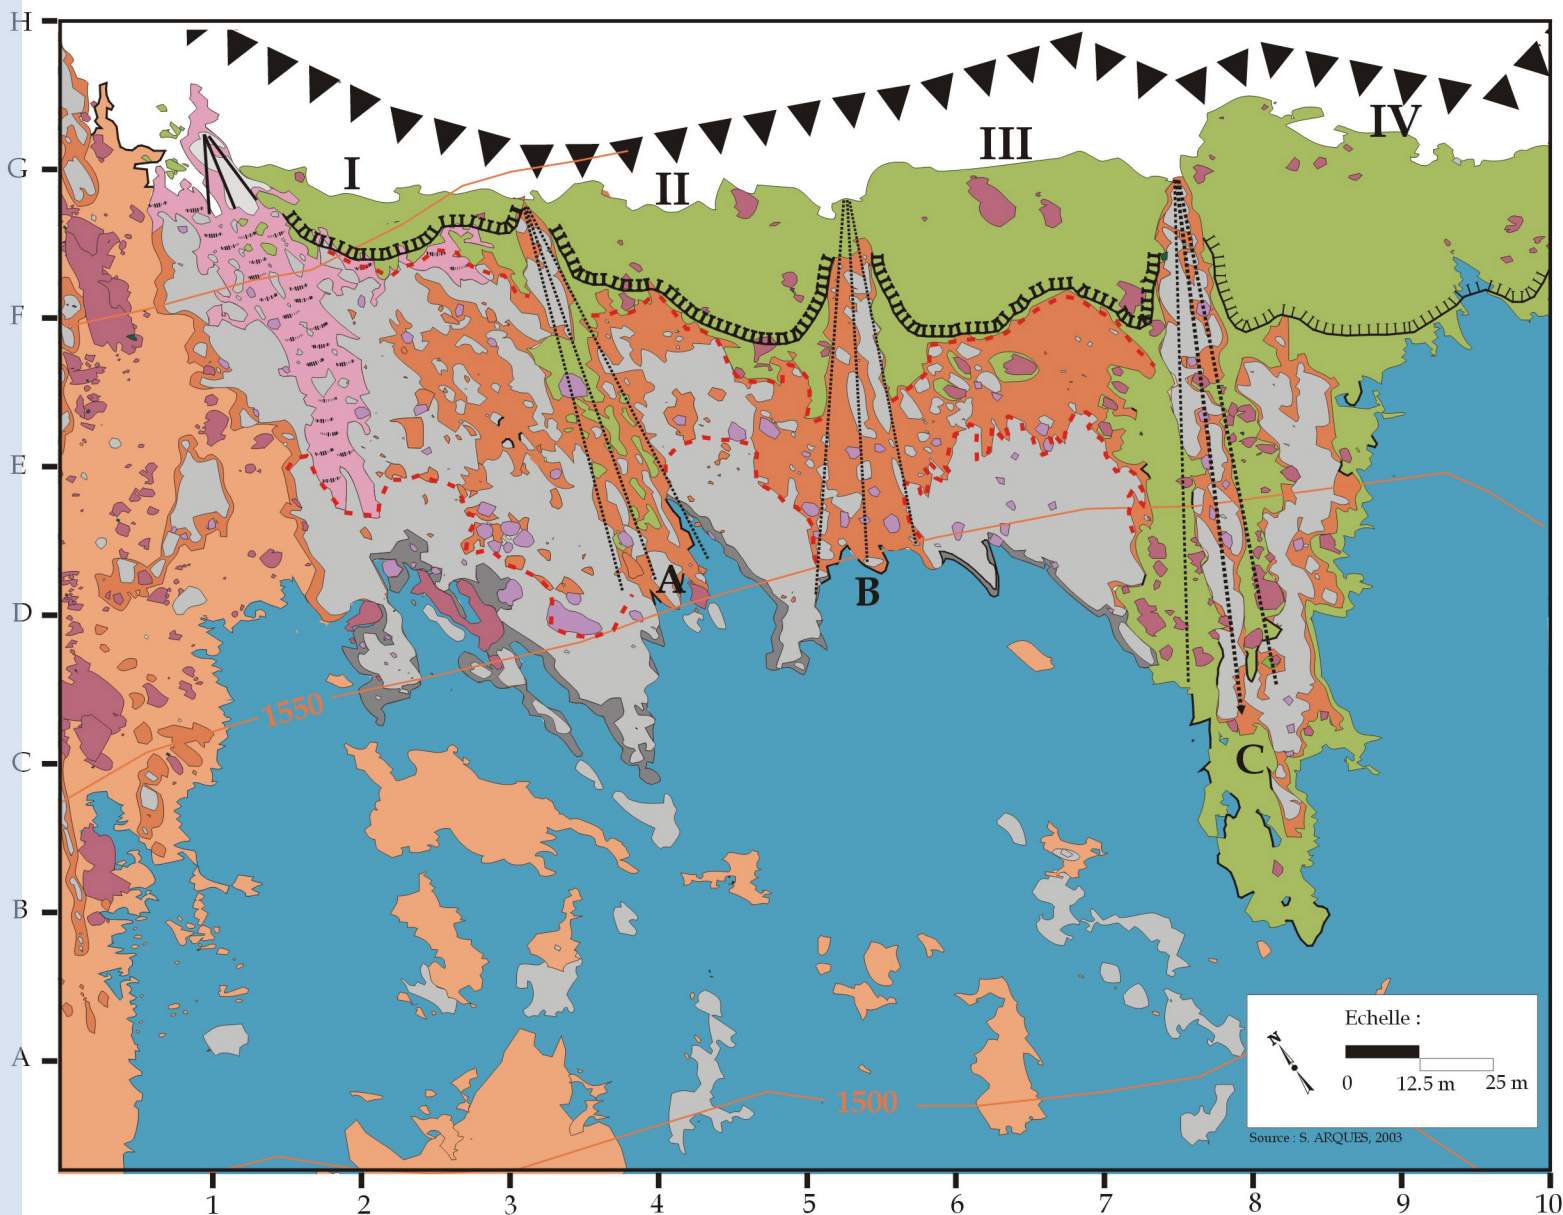 H
G
F
E
D
C
B
A
I
II
III
IV
A
B
C
1550
1500
N
Echelle :
0 12.5 m 25 m
Source : S. ARQUES, 2003
1 2 3 4 5 6 7 8 9 10